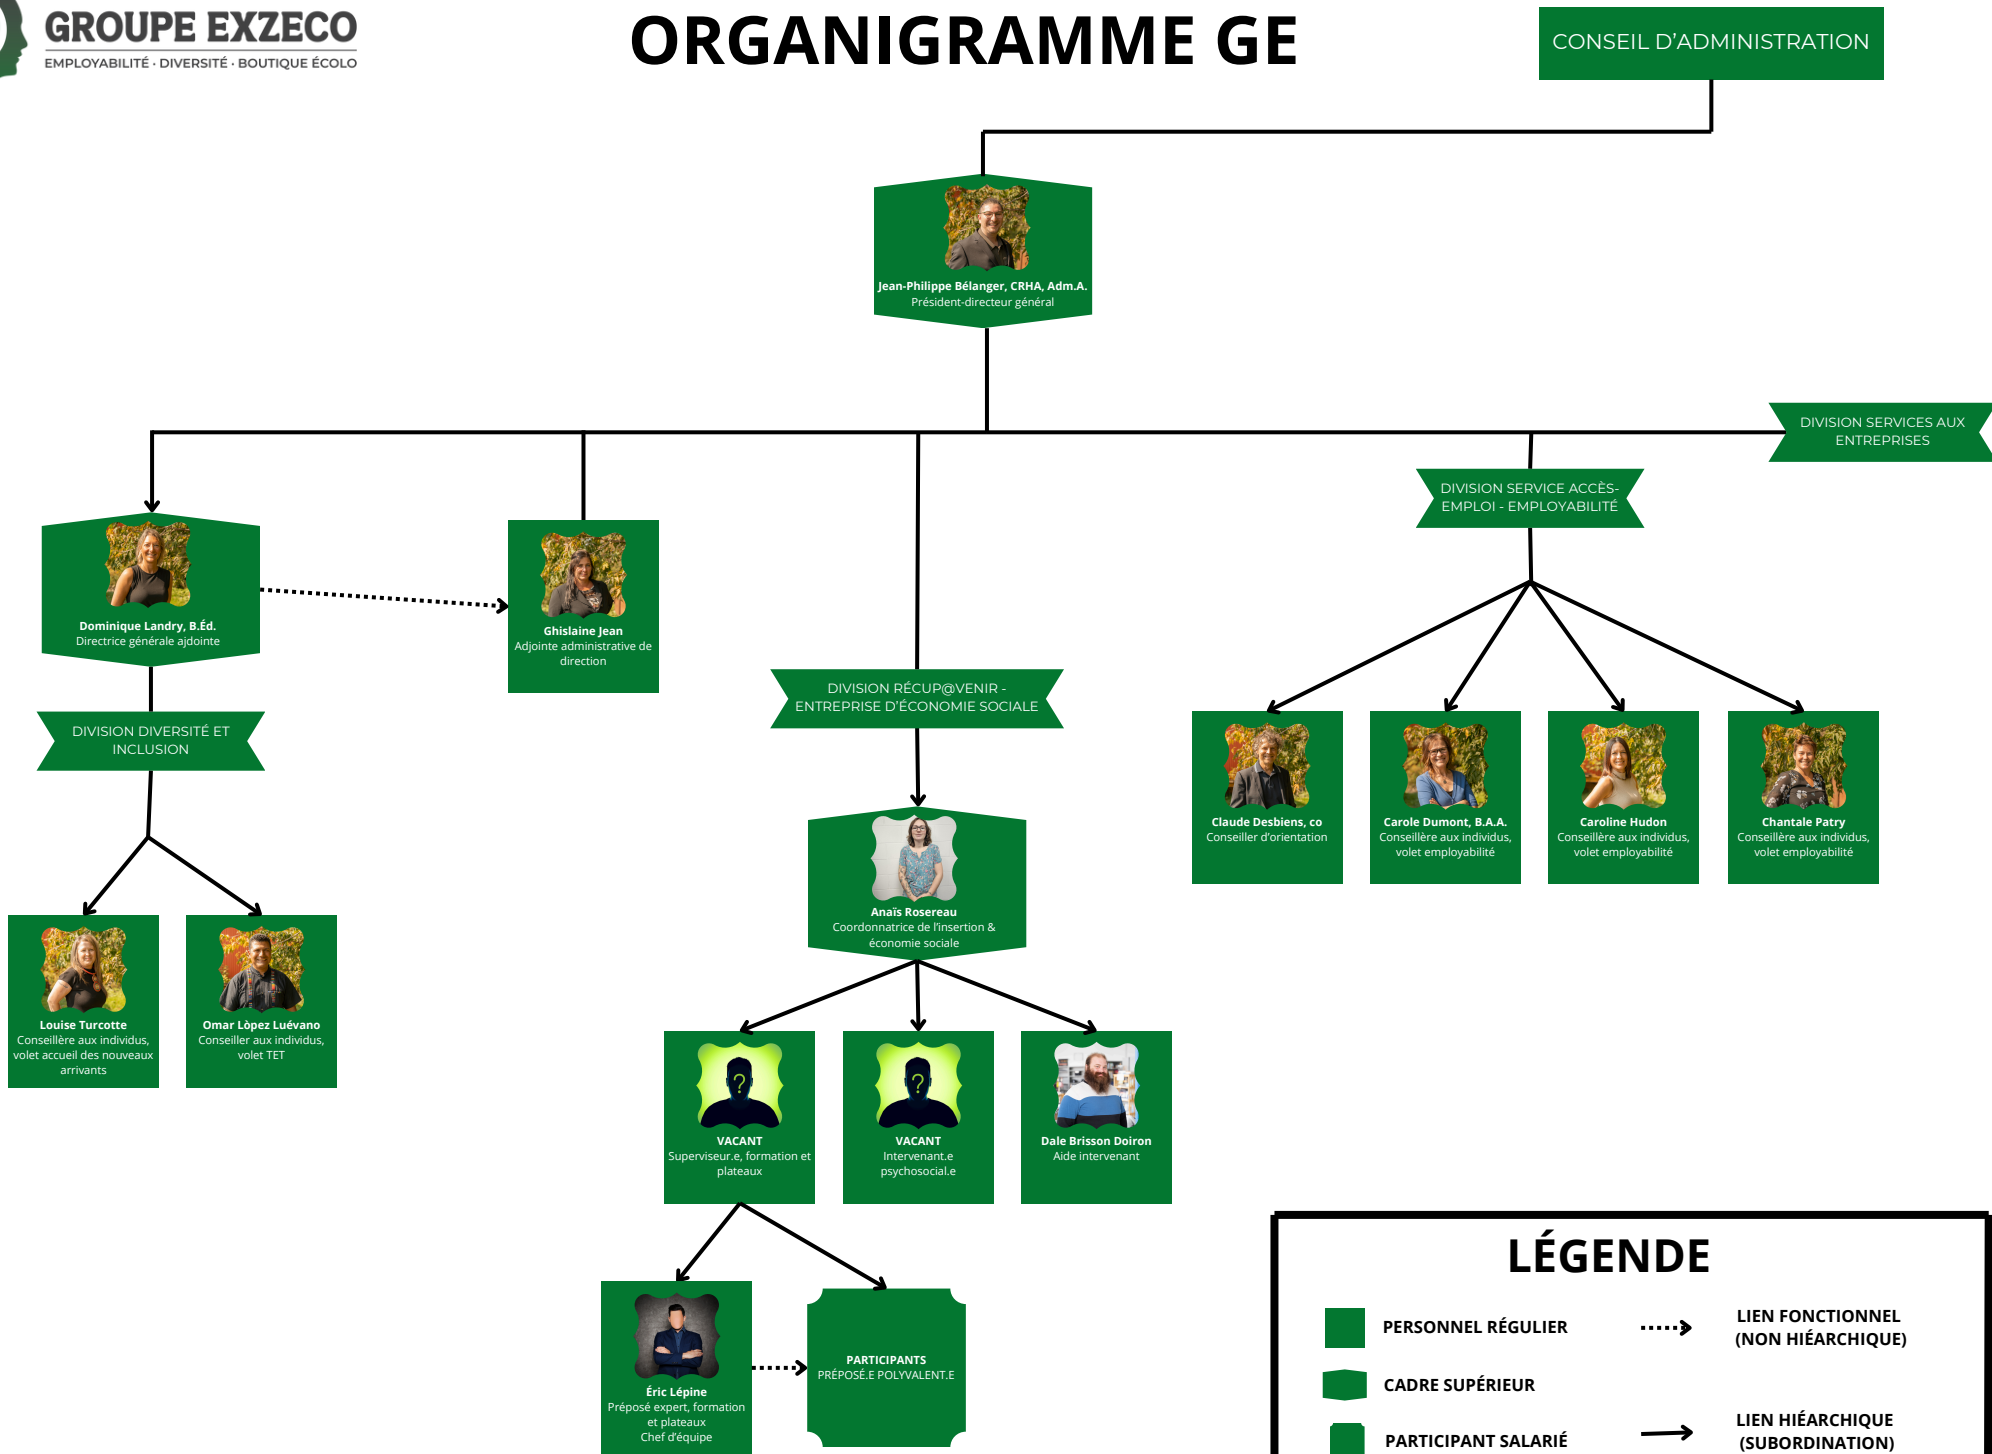 GROUPE EXZECO
EMPLOYABILITÉ · DIVERSITÉ · BOUTIQUE ÉCOLO
ORGANIGRAMME GE
CONSEIL D'ADMINISTRATION
Jean-Philippe Bélanger, CRHA, Adm.A.
Président-directeur général
DIVISION SERVICES AUX
ENTREPRISES
DIVISION SERVICE ACCÈS-
EMPLOI - EMPLOYABILITÉ
Dominique Landry, B.Éd.
Directrice générale ajdointe
Ghislaine Jean
Adjointe administrative de
direction
DIVISION RÉCUP@VENIR -
ENTREPRISE D'ÉCONOMIE SOCIALE
DIVISION DIVERSITÉ ET
INCLUSION
Claude Desbiens, co
Conseiller d'orientation
Carole Dumont, B.A.A.
Conseillère aux individus,
volet employabilité
Caroline Hudon
Conseillère aux individus,
volet employabilité
Chantale Patry
Conseillère aux individus,
volet employabilité
Anaïs Rosereau
Coordonnatrice de l'insertion &
économie sociale
Louise Turcotte
Conseillère aux individus,
volet accueil des nouveaux
arrivants
Omar Lòpez Luévano
Conseiller aux individus,
volet TET
?
VACANT
Superviseur.e, formation et
plateaux
?
VACANT
Intervenant.e
psychosocial.e
Dale Brisson Doiron
Aide intervenant
Éric Lépine
Préposé expert, formation
et plateaux
Chef d'équipe
PARTICIPANTS
PRÉPOSÉ.E POLYVALENT.E
LÉGENDE
PERSONNEL RÉGULIER
LIEN FONCTIONNEL
(NON HIÉARCHIQUE)
CADRE SUPÉRIEUR
PARTICIPANT SALARIÉ
LIEN HIÉARCHIQUE
(SUBORDINATION)